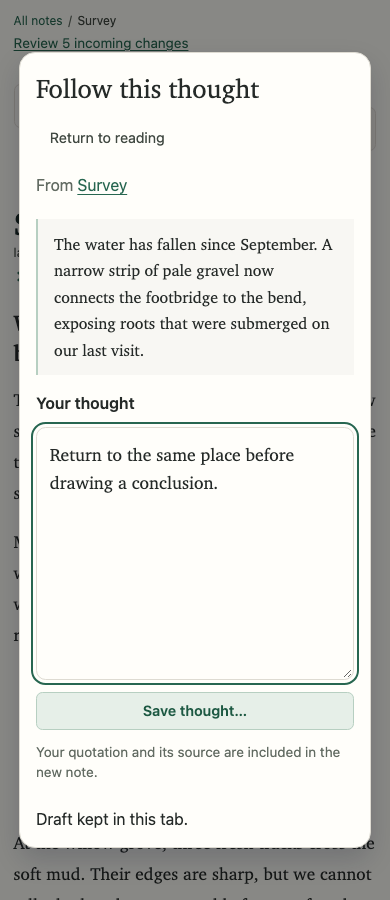 All notes / Survey
Review 5 incoming changes
Follow this thought
Return to reading
From Survey
The water has fallen since September. A
narrow strip of pale gravel now
connects the footbridge to the bend,
exposing roots that were submerged on
our last visit.
Your thought
Return to the same place before
drawing a conclusion.
Save thought...
Your quotation and its source are included in the
new note.
Draft kept in this tab.
soft mud. Their edges are sharp, but we cannot